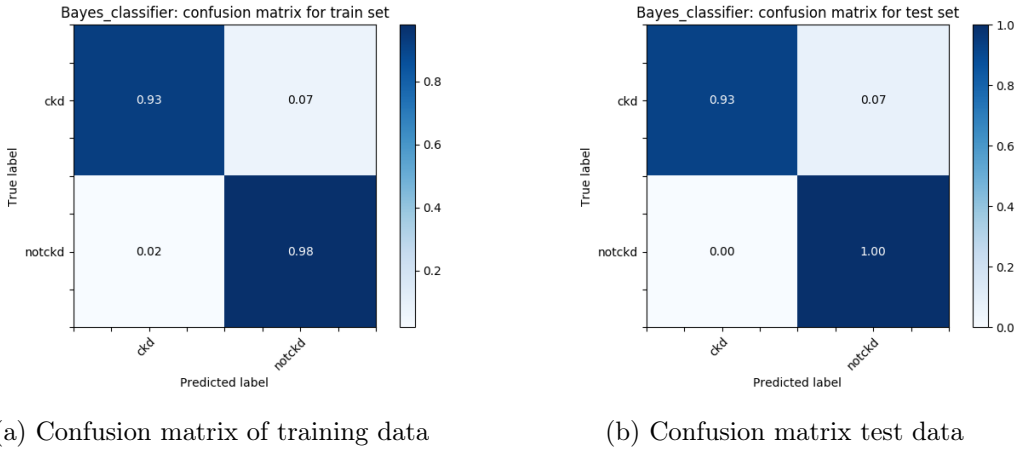 Bayes_classifier: confusion matrix for train set
ckd
notckd
True label
0.93
0.07
0.02
0.98
ckd
notckd
Predicted label
0.8
0.6
0.4
0.2
Bayes_classifier: confusion matrix for test set
ckd
notckd
True label
0.93
0.07
0.00
1.00
ckd
notckd
Predicted label
1.0
0.8
0.6
0.4
0.2
0.0
a) Confusion matrix of training data
(b) Confusion matrix test data